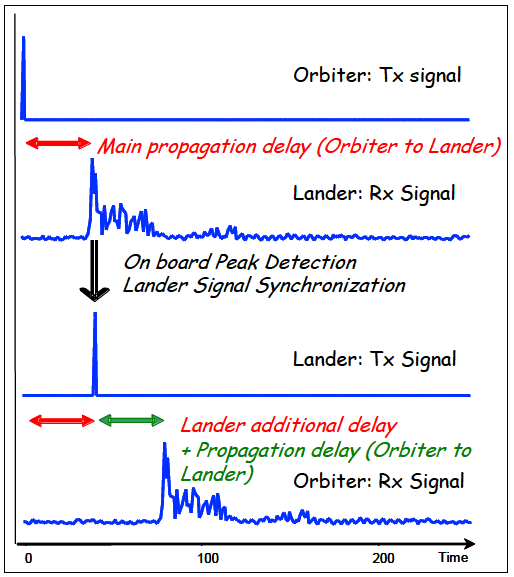 Orbiter: Tx signal
Main propagation delay (Orbiter to Lander)
Lander: Rx Signal
On board Peak Detection
Lander Signal Synchronization
Lander: Tx Signal
Lander additional delay
+ Propagation delay (Orbiter to
Lander)
Orbiter: Rx Signal
0 100 200 Time